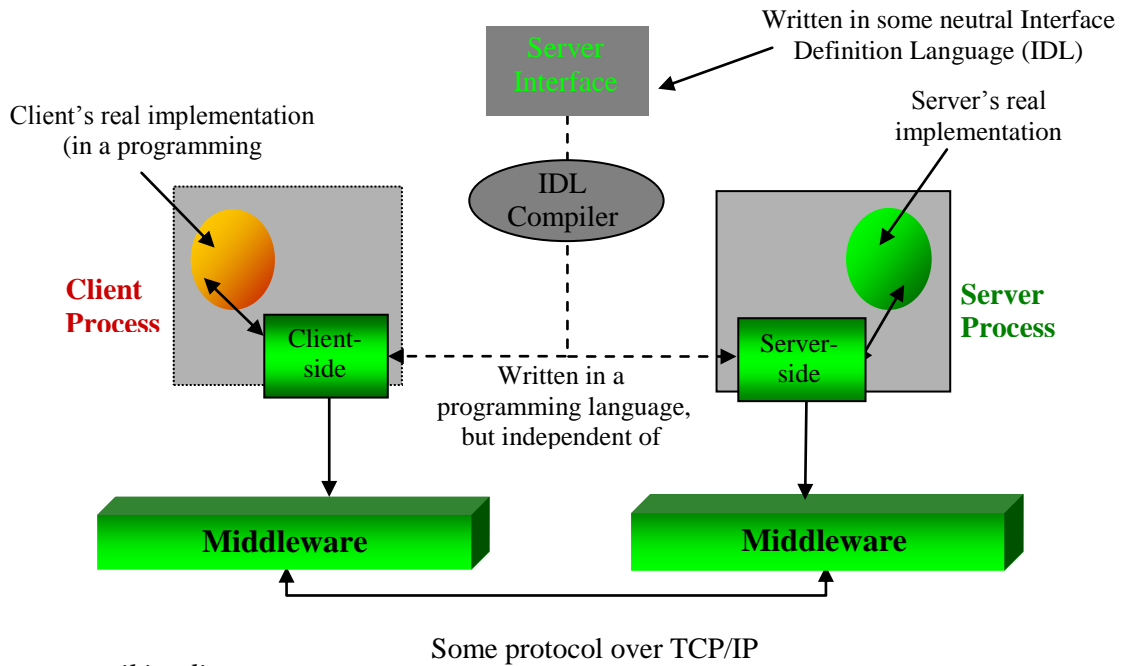 Written in some neutral Interface
Definition Language (IDL)
Server
Interface
Client's real implementation
(in a programming
Server's real
implementation
IDL
Compiler
Client
Process
Server
Process
Client-
side
Server-
side
Written in a
programming language,
but independent of
Middleware
Middleware
Some protocol over TCP/IP